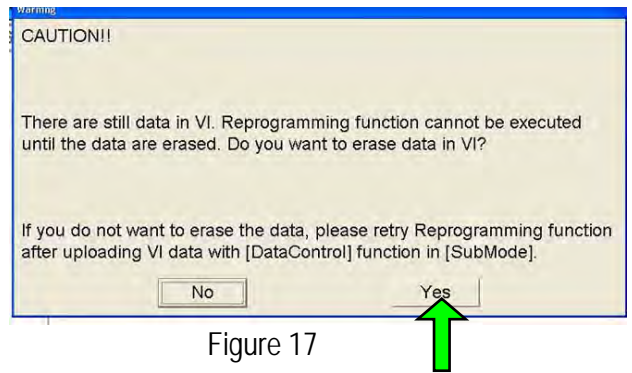 Warning
CAUTION!!
There are still data in VI. Reprogramming function cannot be executed
until the data are erased. Do you want to erase data in VI?
If you do not want to erase the data, please retry Reprogramming function
after uploading VI data with [DataControl] function in [SubMode].
No Yes
Figure 17